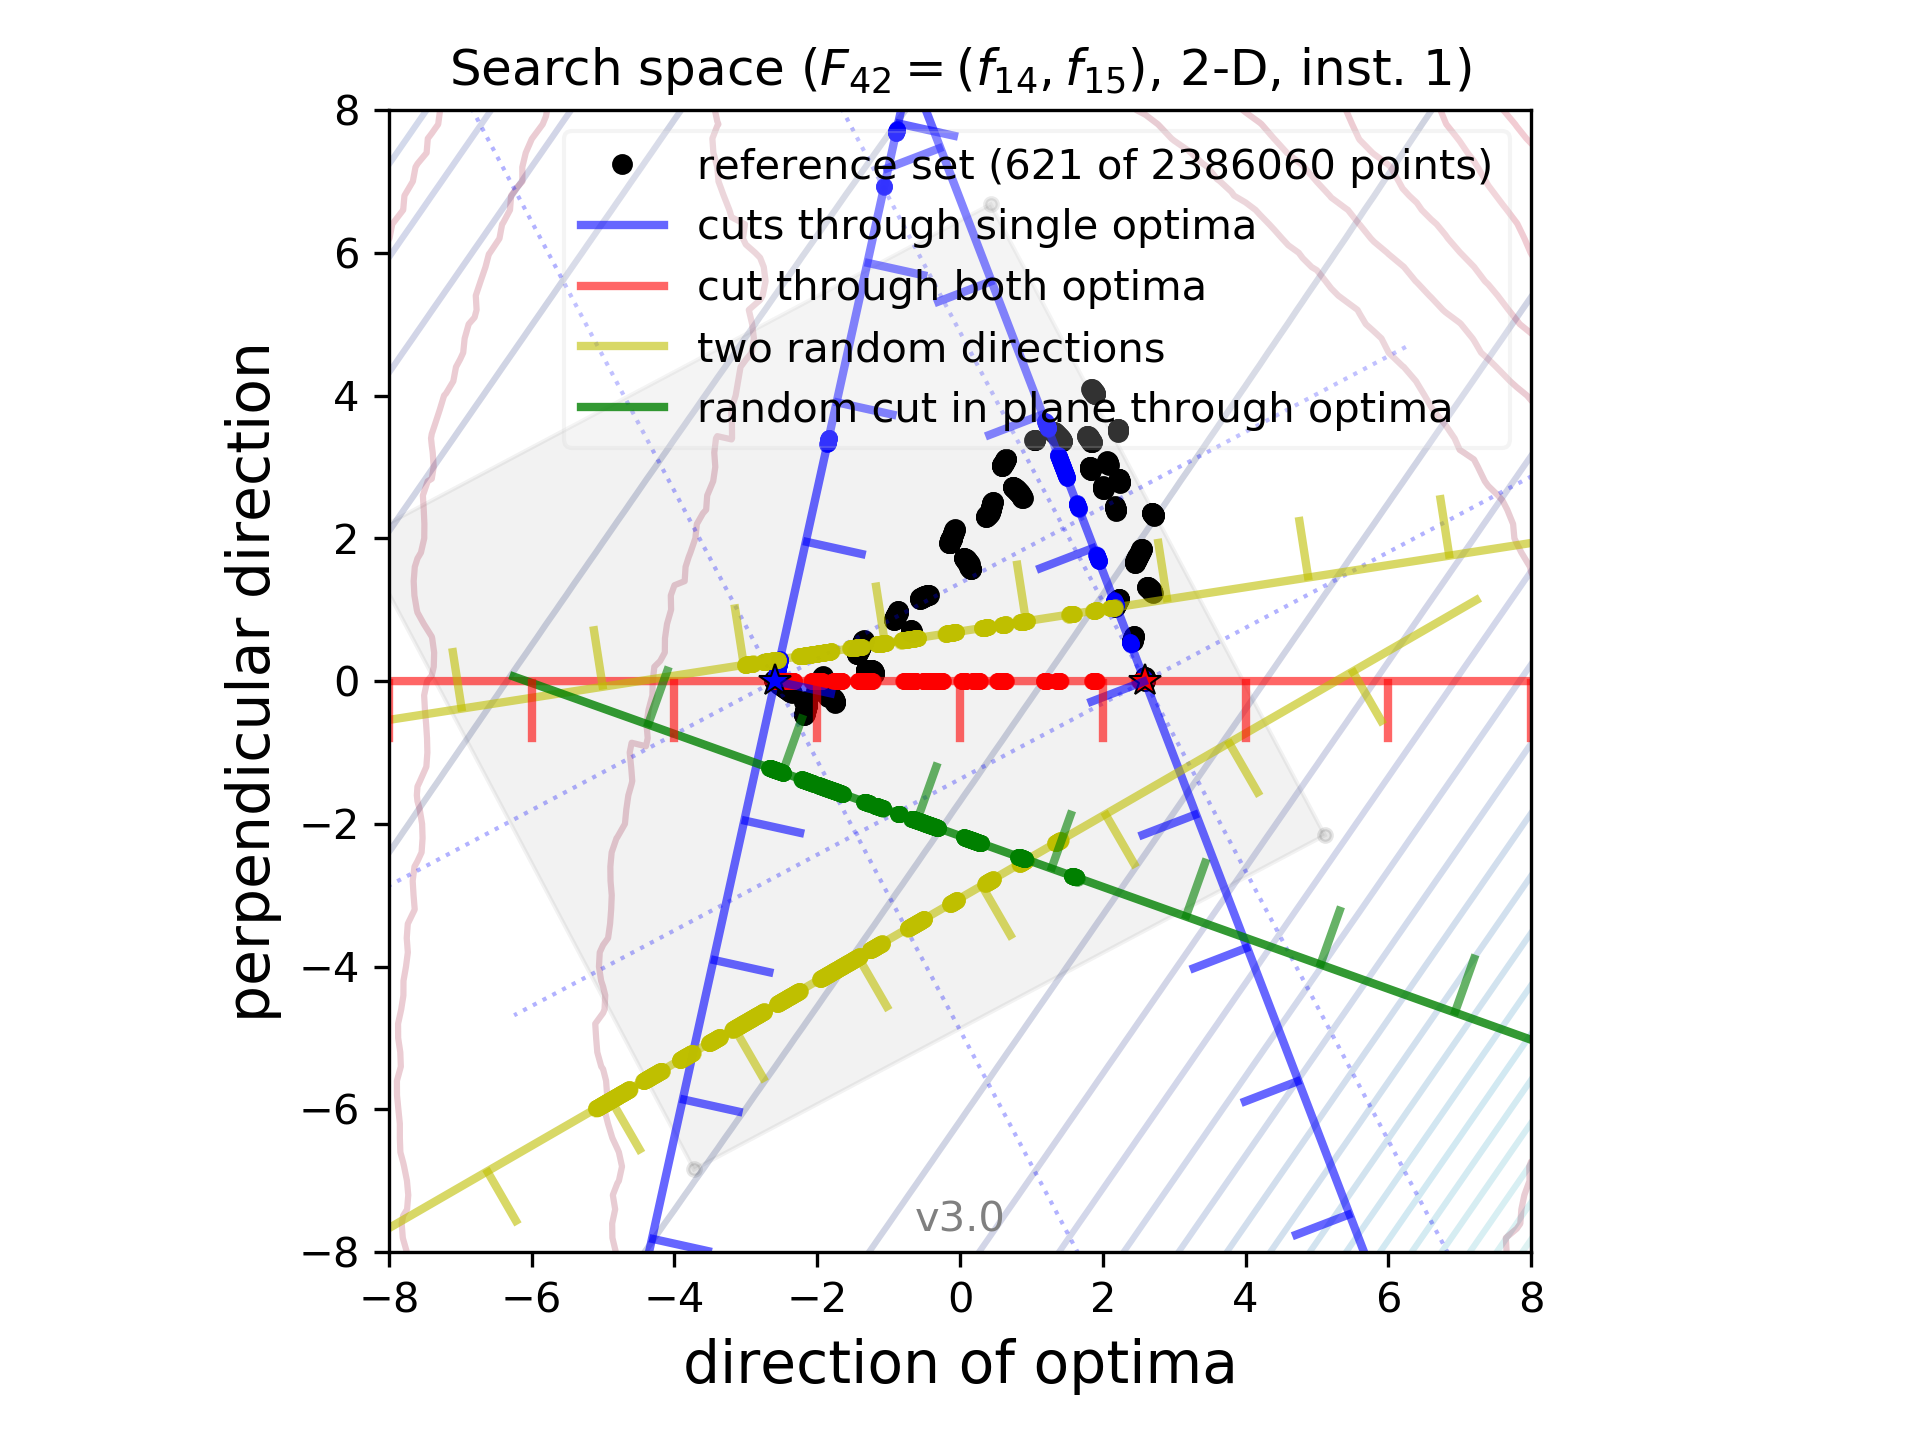 Search space (F42 = (f14, f15), 2-D, inst. 1)
8
6
4
2
0
−2
−4
−6
−8
perpendicular direction
reference set (621 of 2386060 points)
cuts through single optima
cut through both optima
two random directions
random cut in plane through optima
v3.0
−8 −6 −4 −2 0 2 4 6 8
direction of optima